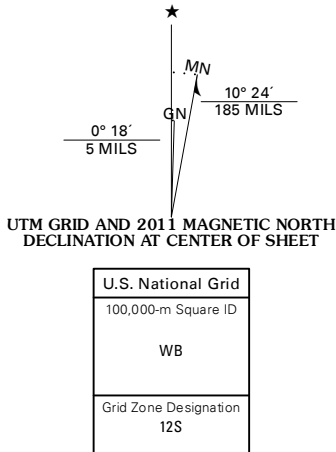 ★
MN
GN
10° 24´
185 MILS
0° 18´
5 MILS
UTM GRID AND 2011 MAGNETIC NORTH
DECLINATION AT CENTER OF SHEET
U.S. National Grid
100,000-m Square ID
WB
Grid Zone Designation
12S